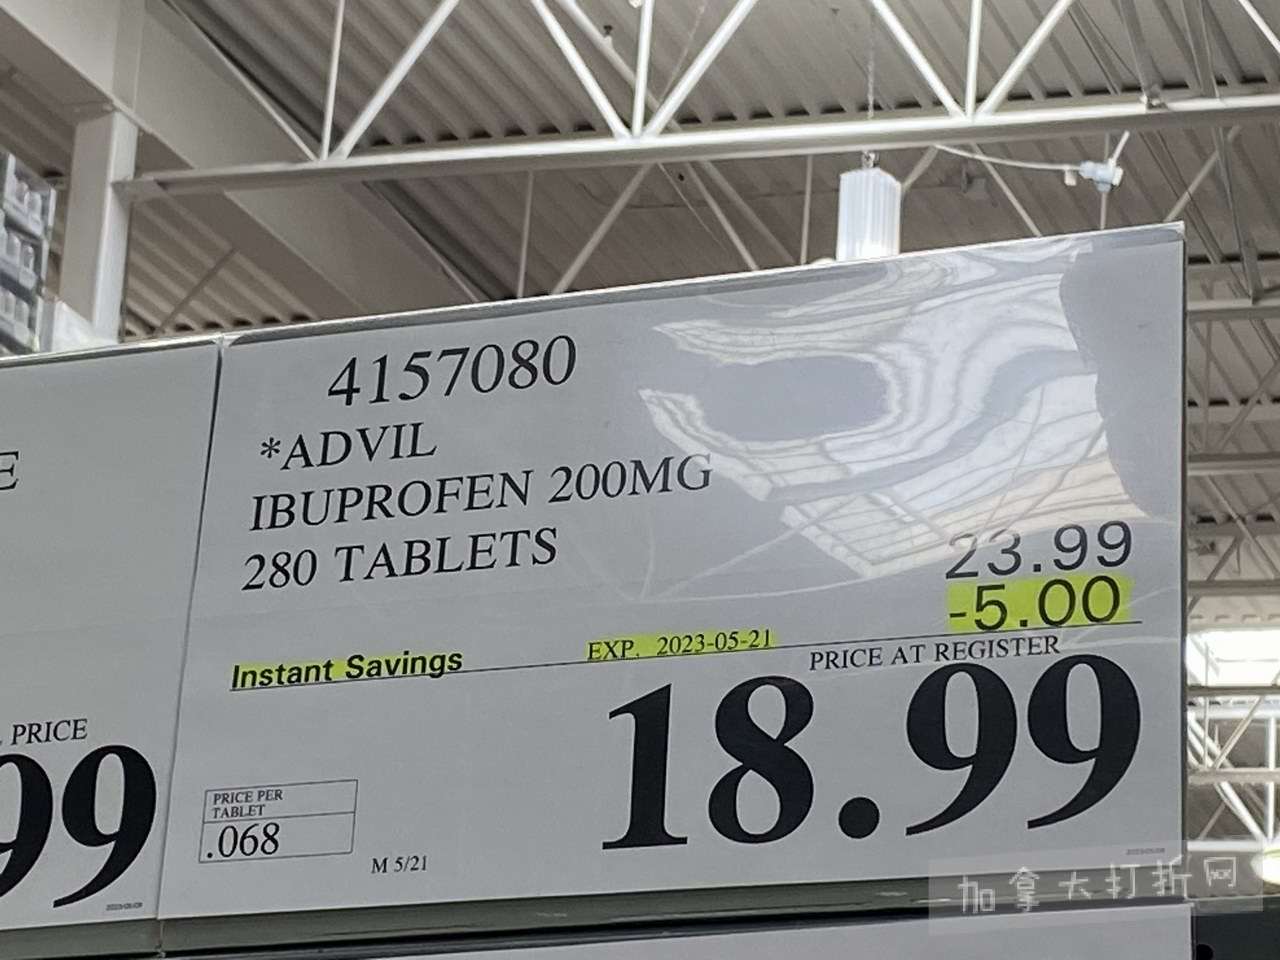 4157080
*ADVIL
IBUPROFEN 200MG
280 TABLETS
23.99
-5.00
Instant Savings EXP. 2023-05-21
PRICE AT REGISTER
18.99
PRICE PER
TABLET
.068
M 5/21
E
PRICE
99
加拿大打折网